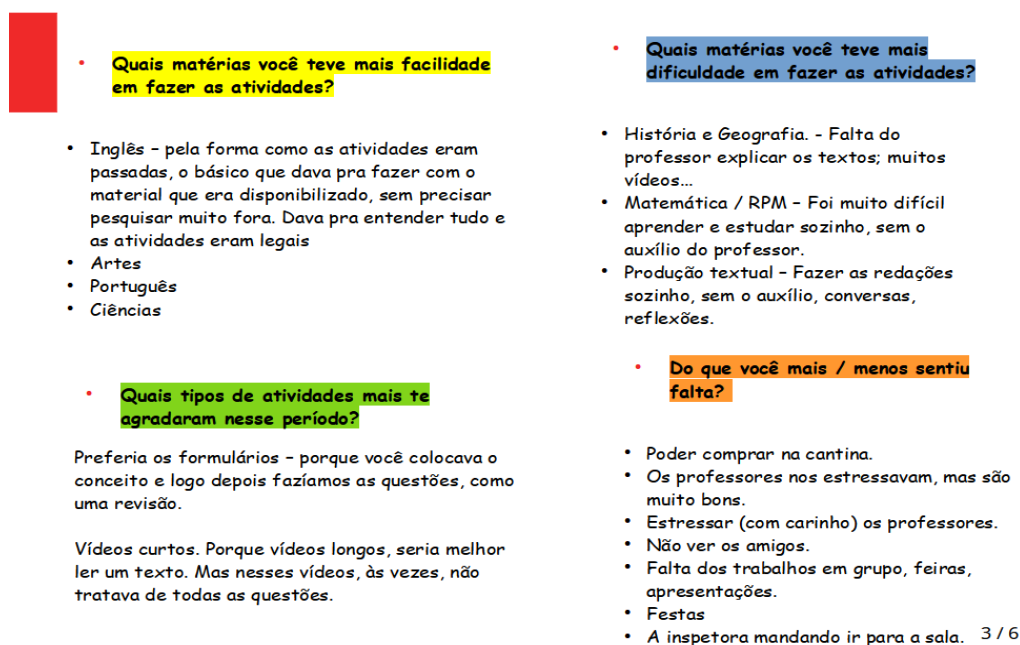 • Quais matérias você teve mais facilidade
em fazer as atividades?
• Inglês – pela forma como as atividades eram
passadas, o básico que dava pra fazer com o
material que era disponibilizado, sem precisar
pesquisar muito fora. Dava pra entender tudo e
as atividades eram legais
• Artes
• Português
• Ciências
• Quais tipos de atividades mais te
agradaram nesse período?
Preferia os formulários – porque você colocava o
conceito e logo depois fazíamos as questões, como
uma revisão.
Vídeos curtos. Porque vídeos longos, seria melhor
ler um texto. Mas nesses vídeos, às vezes, não
tratava de todas as questões.
• Quais matérias você teve mais
dificuldade em fazer as atividades?
• História e Geografia. - Falta do
professor explicar os textos; muitos
vídeos...
• Matemática / RPM – Foi muito difícil
aprender e estudar sozinho, sem o
auxílio do professor.
• Produção textual – Fazer as redações
sozinho, sem o auxílio, conversas,
reflexões.
• Do que você mais / menos sentiu
falta?
• Poder comprar na cantina.
• Os professores nos estressavam, mas são
muito bons.
• Estressar (com carinho) os professores.
• Não ver os amigos.
• Falta dos trabalhos em grupo, feiras,
apresentações.
• Festas
• A inspetora mandando ir para a sala.
3 / 6